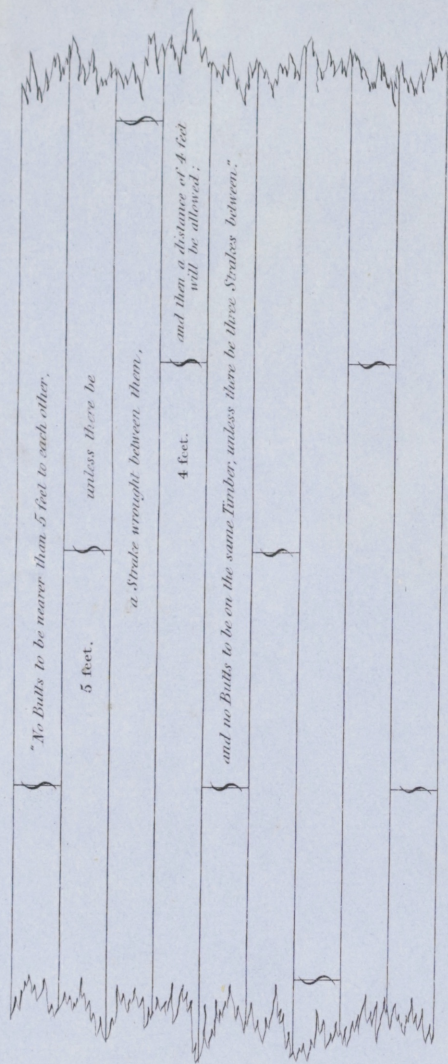 "No Butts to be nearer than 5 feet to each other.
5 feet. unless there be
a Strake wrought between them,
4 feet. and then a distance of 4 feet
will be allowed;
and no Butts to be on the same Timber, unless there be three Strakes between."